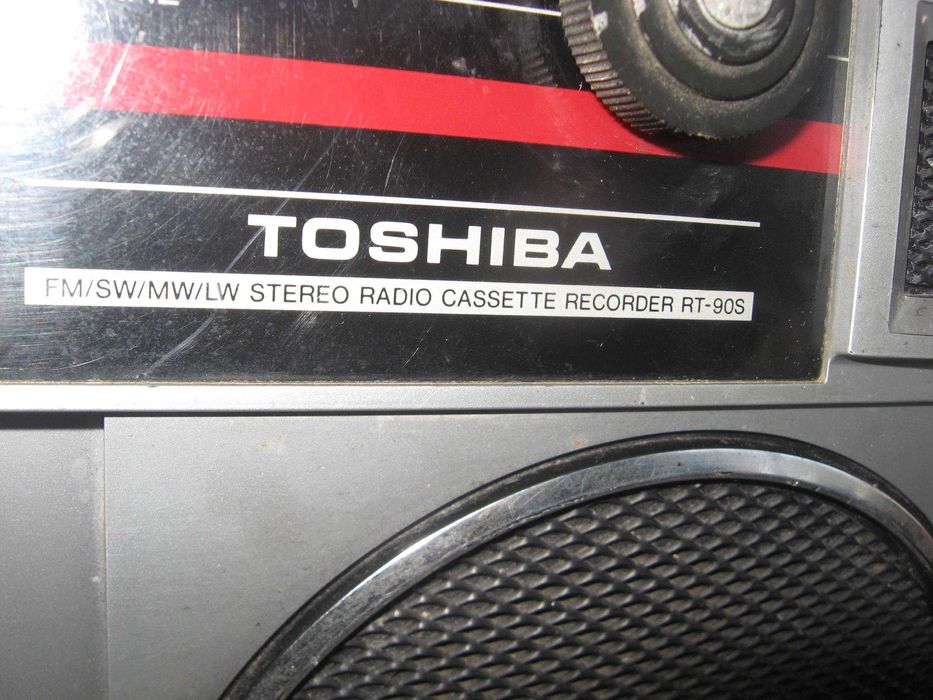 TOSHIBA
FM/SW/MW/LW STEREO RADIO CASSETTE RECORDER RT-90S